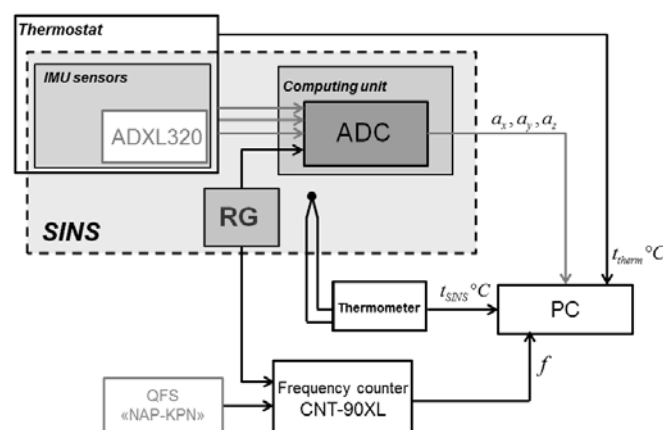 Thermostat
IMU sensors
Computing unit
ADXL320
ADC
a_x, a_y, a_z
RG
SINS
t_therm °C
t_SINS °C
Thermometer
PC
f
QFS
«NAP-KPN»
Frequency counter
CNT-90XL